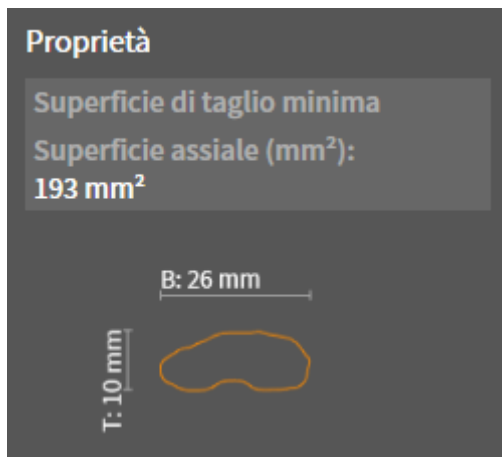 Proprietà
Superficie di taglio minima
Superficie assiale (mm²):
193 mm²
B: 26 mm
T: 10 mm